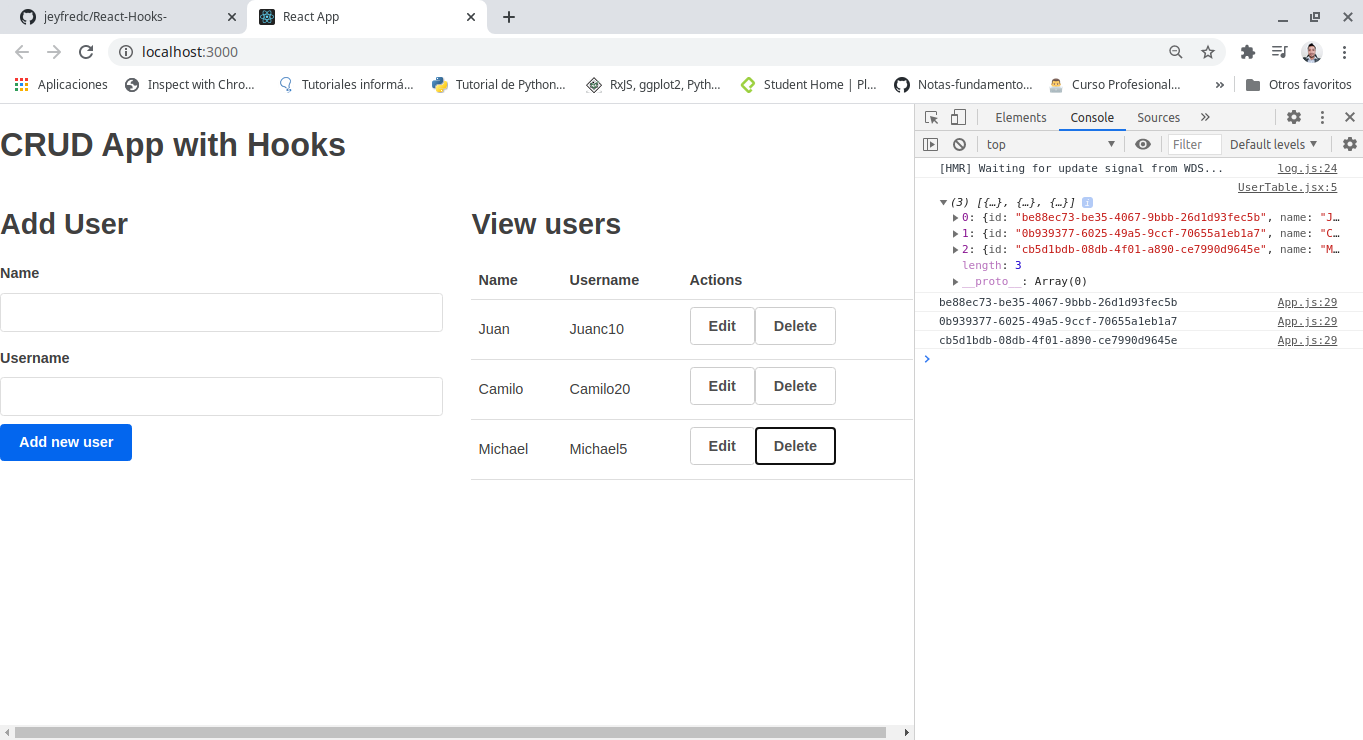 jeyfredc/React-Hooks-
React App
localhost:3000
Aplicaciones
Inspect with Chro...
Tutoriales informá...
Tutorial de Python...
RxJS, ggplot2, Pyth...
Student Home | Pl...
Notas-fundamento...
Curso Profesional...
»
Otros favoritos
CRUD App with Hooks
Add User
Name
Username
Add new user
View users
Name Username Actions
Juan Juanc10 Edit Delete
Camilo Camilo20 Edit Delete
Michael Michael5 Edit Delete
Elements Console Sources »
top Filter Default levels
[HMR] Waiting for update signal from WDS... log.js:24
UserTable.jsx:5
(3) [{…}, {…}, {…}] i
0: {id: "be88ec73-be35-4067-9bbb-26d1d93fec5b", name: "J…
1: {id: "0b939377-6025-49a5-9ccf-70655a1eb1a7", name: "C…
2: {id: "cb5d1bdb-08db-4f01-a890-ce7990d9645e", name: "M…
length: 3
__proto__: Array(0)
be88ec73-be35-4067-9bbb-26d1d93fec5b App.js:29
0b939377-6025-49a5-9ccf-70655a1eb1a7 App.js:29
cb5d1bdb-08db-4f01-a890-ce7990d9645e App.js:29